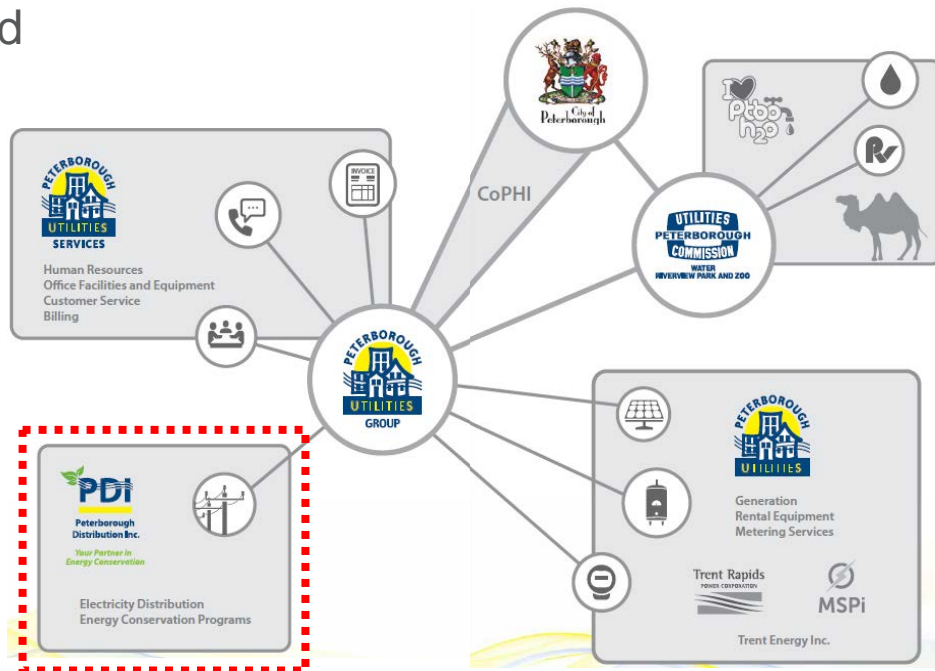 d
City of
Peterborough
CoPHI
I
ptbo
h2o
UTILITIES
PETERBOROUGH
COMMISSION
WATER
RIVERVIEW PARK AND ZOO
PETERBOROUGH
UTILITIES
SERVICES
Human Resources
Office Facilities and Equipment
Customer Service
Billing
INVOICE
PETERBOROUGH
UTILITIES
GROUP
PDI
Peterborough
Distribution Inc.
Your Partner in
Energy Conservation
Electricity Distribution
Energy Conservation Programs
PETERBOROUGH
UTILITIES
Generation
Rental Equipment
Metering Services
Trent Rapids
POWER CORPORATION
MSPi
Trent Energy Inc.